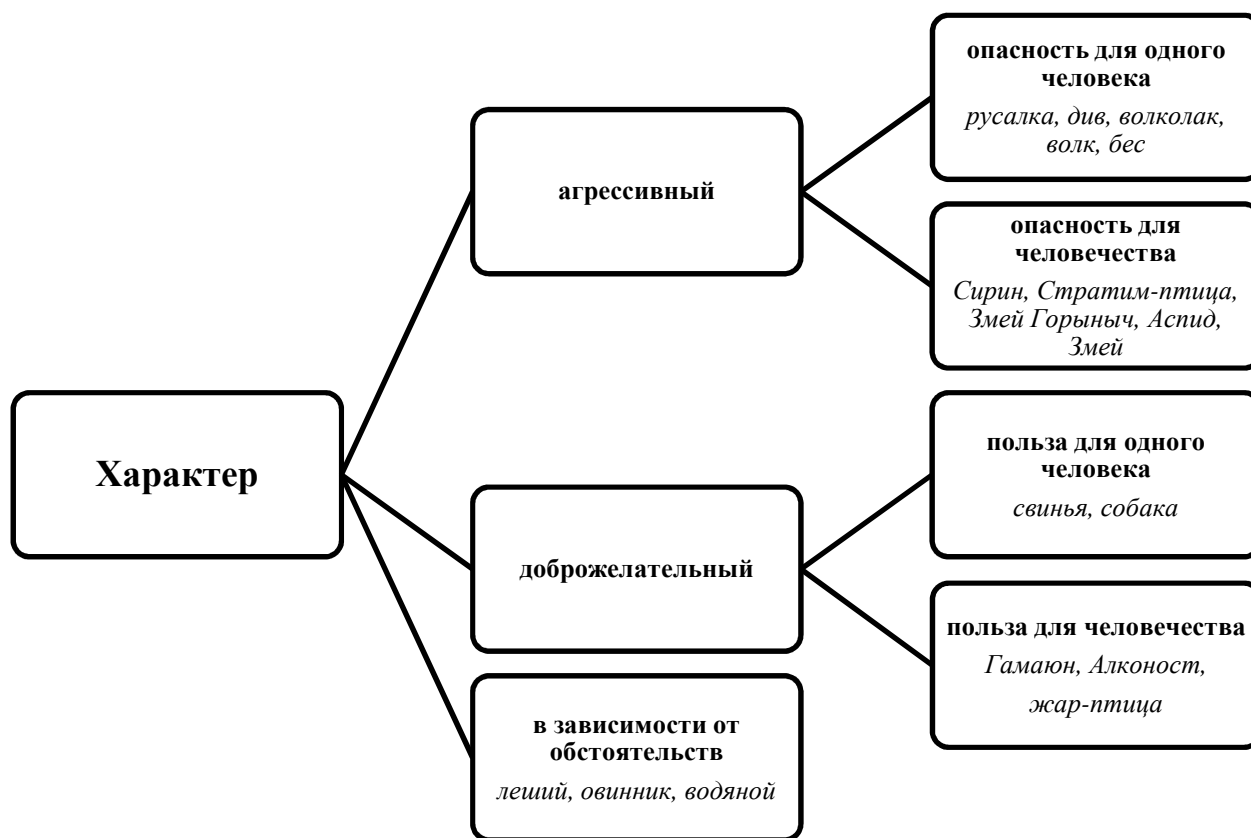 опасность для одного
человека
русалка, див, волколак,
волк, бес
агрессивный
опасность для
человечества
Сирин, Стратим-птица,
Змей Горыныч, Аспид,
Змей
Характер
польза для одного
человека
свинья, собака
доброжелательный
польза для человечества
Гамаюн, Алконост,
жар-птица
в зависимости от
обстоятельств
леший, овинник, водяной